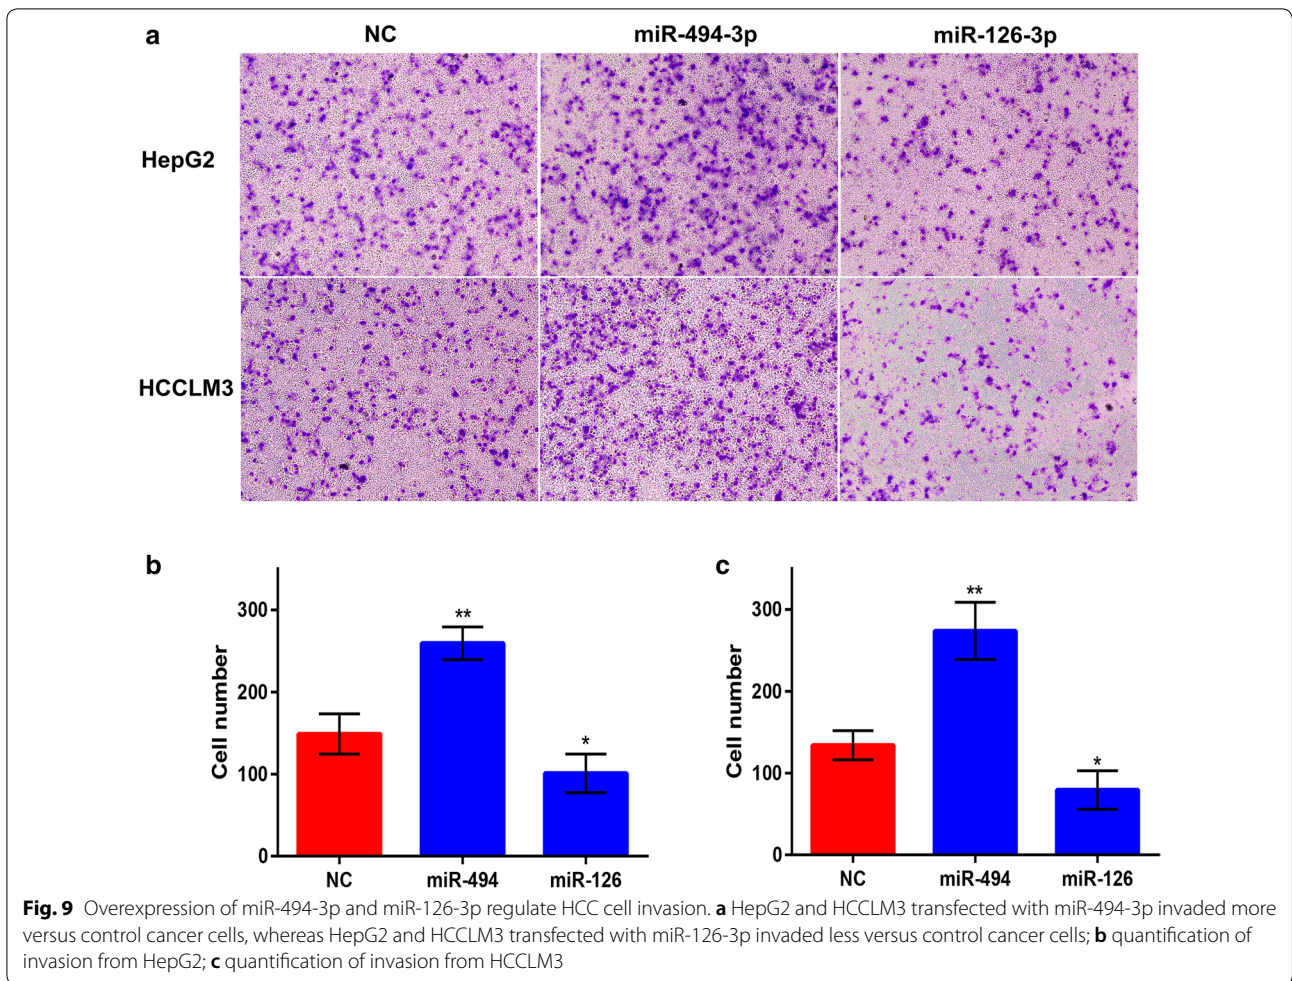 a
NC
miR-494-3p
miR-126-3p
HepG2
HCCLM3
b
Cell number
300
200
100
0
**
*
NC
miR-494
miR-126
c
Cell number
300
200
100
0
**
*
NC
miR-494
miR-126
Fig. 9 Overexpression of miR-494-3p and miR-126-3p regulate HCC cell invasion. a HepG2 and HCCLM3 transfected with miR-494-3p invaded more
versus control cancer cells, whereas HepG2 and HCCLM3 transfected with miR-126-3p invaded less versus control cancer cells; b quantification of
invasion from HepG2; c quantification of invasion from HCCLM3